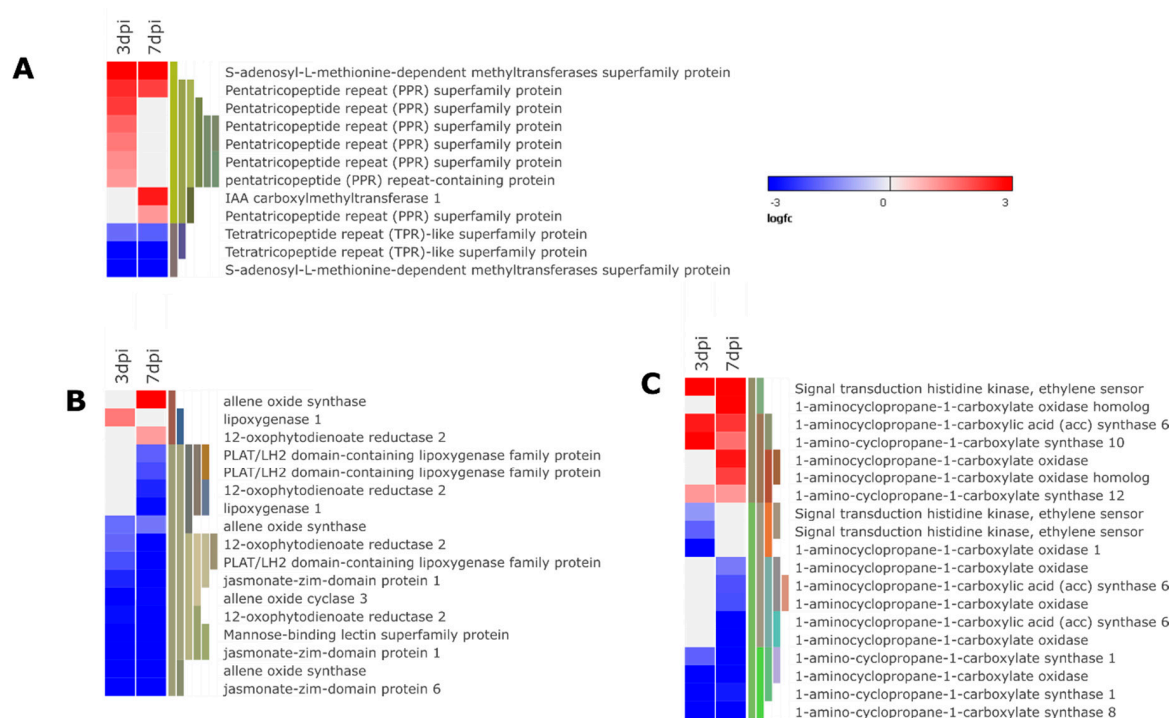 A
3dpi
7dpi
S-adenosyl-L-methionine-dependent methyltransferases superfamily protein
Pentatricopeptide repeat (PPR) superfamily protein
Pentatricopeptide repeat (PPR) superfamily protein
Pentatricopeptide repeat (PPR) superfamily protein
Pentatricopeptide repeat (PPR) superfamily protein
Pentatricopeptide repeat (PPR) superfamily protein
pentatricopeptide (PPR) repeat-containing protein
IAA carboxylmethyltransferase 1
Pentatricopeptide repeat (PPR) superfamily protein
Tetratricopeptide repeat (TPR)-like superfamily protein
Tetratricopeptide repeat (TPR)-like superfamily protein
S-adenosyl-L-methionine-dependent methyltransferases superfamily protein
-3 0 3
logfc
B
3dpi
7dpi
allene oxide synthase
lipoxygenase 1
12-oxophytodienoate reductase 2
PLAT/LH2 domain-containing lipoxygenase family protein
PLAT/LH2 domain-containing lipoxygenase family protein
12-oxophytodienoate reductase 2
lipoxygenase 1
allene oxide synthase
12-oxophytodienoate reductase 2
PLAT/LH2 domain-containing lipoxygenase family protein
jasmonate-zim-domain protein 1
allene oxide cyclase 3
12-oxophytodienoate reductase 2
Mannose-binding lectin superfamily protein
jasmonate-zim-domain protein 1
allene oxide synthase
jasmonate-zim-domain protein 6
C
3dpi
7dpi
Signal transduction histidine kinase, ethylene sensor
1-aminocyclopropane-1-carboxylate oxidase homolog
1-aminocyclopropane-1-carboxylic acid (acc) synthase 6
1-amino-cyclopropane-1-carboxylate synthase 10
1-aminocyclopropane-1-carboxylate oxidase
1-aminocyclopropane-1-carboxylate oxidase homolog
1-amino-cyclopropane-1-carboxylate synthase 12
Signal transduction histidine kinase, ethylene sensor
Signal transduction histidine kinase, ethylene sensor
1-aminocyclopropane-1-carboxylate oxidase 1
1-aminocyclopropane-1-carboxylate oxidase
1-aminocyclopropane-1-carboxylic acid (acc) synthase 6
1-aminocyclopropane-1-carboxylate oxidase
1-aminocyclopropane-1-carboxylic acid (acc) synthase 6
1-aminocyclopropane-1-carboxylate oxidase
1-amino-cyclopropane-1-carboxylate synthase 1
1-aminocyclopropane-1-carboxylate oxidase
1-amino-cyclopropane-1-carboxylate synthase 1
1-amino-cyclopropane-1-carboxylate synthase 8